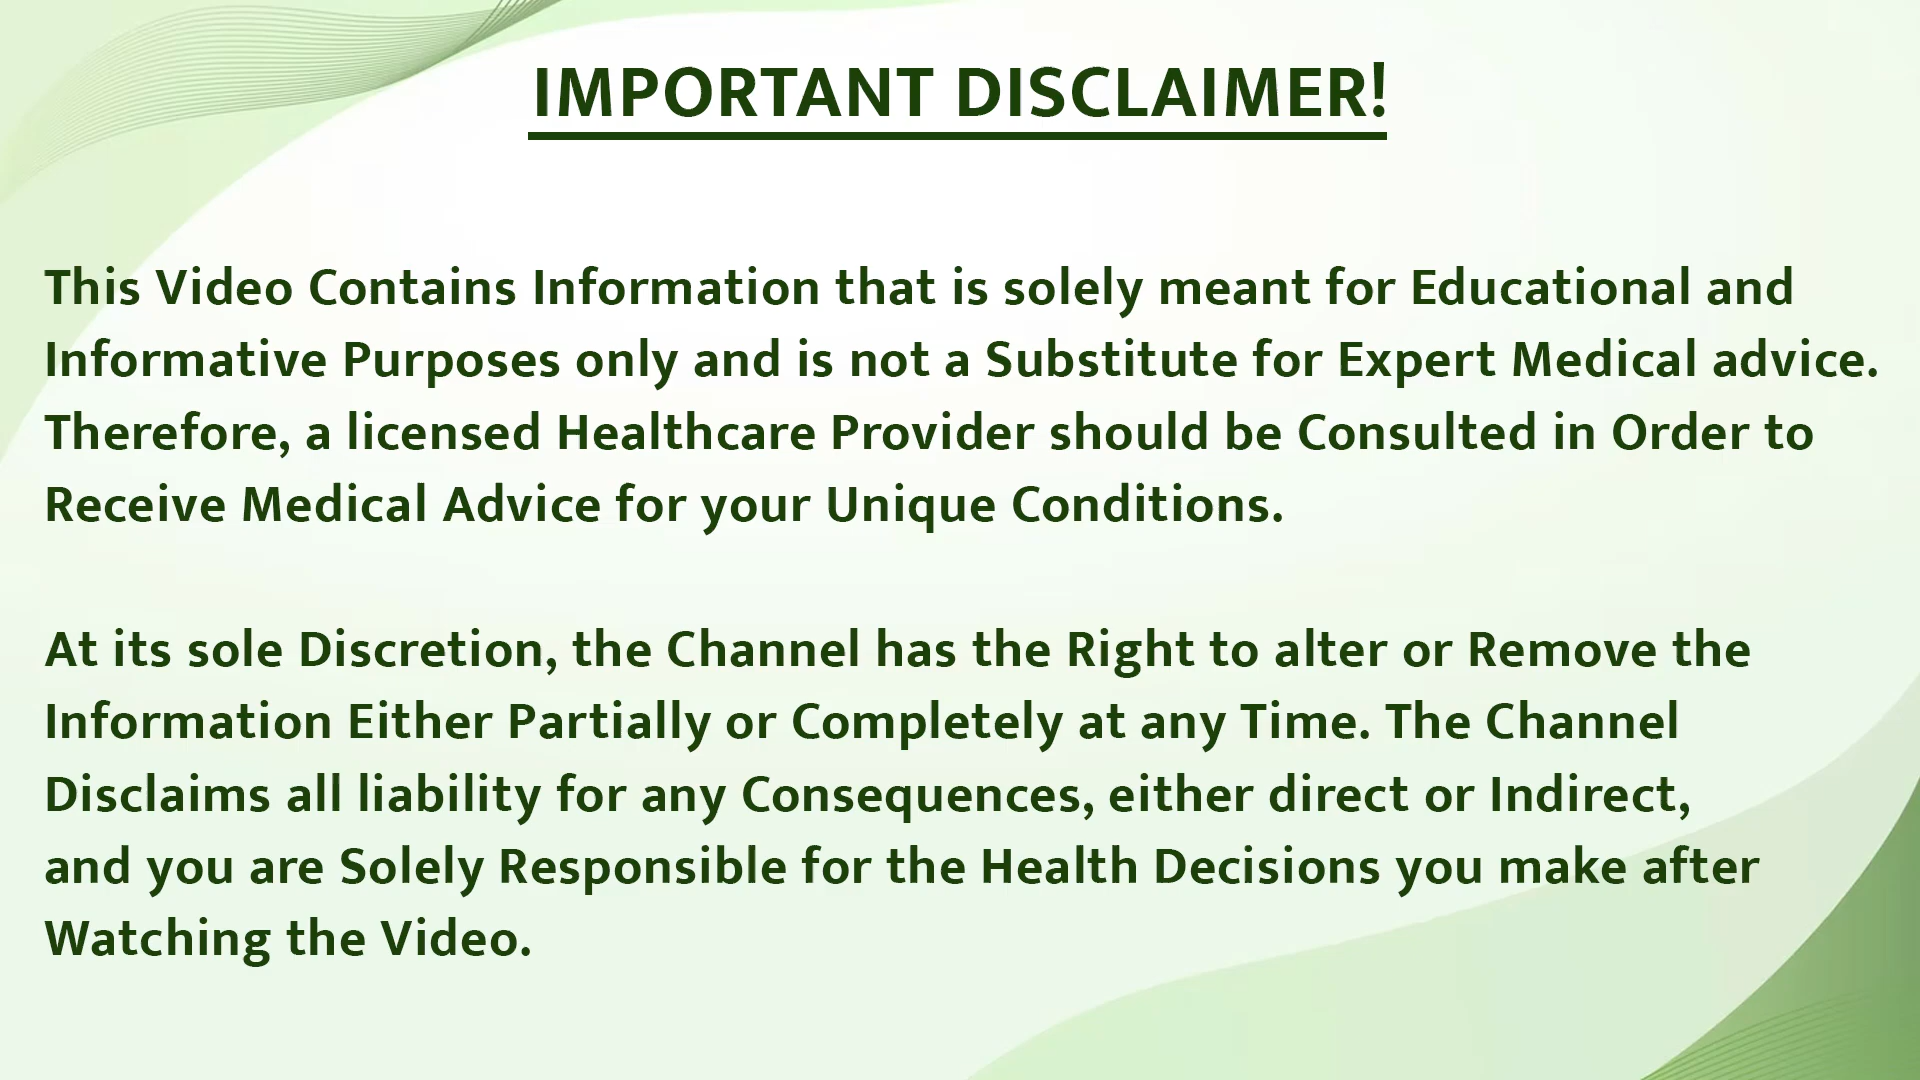 IMPORTANT DISCLAIMER!
This Video Contains Information that is solely meant for Educational and
Informative Purposes only and is not a Substitute for Expert Medical advice.
Therefore, a licensed Healthcare Provider should be Consulted in Order to
Receive Medical Advice for your Unique Conditions.
At its sole Discretion, the Channel has the Right to alter or Remove the
Information Either Partially or Completely at any Time. The Channel
Disclaims all liability for any Consequences, either direct or Indirect,
and you are Solely Responsible for the Health Decisions you make after
Watching the Video.